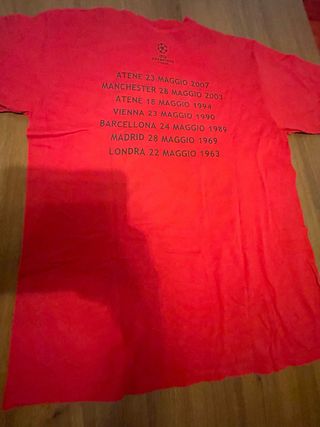 ATENE 23 MAGGIO 2007
MANCHESTER 28 MAGGIO 2003
ATENE 18 MAGGIO 1994
VIENNA 23 MAGGIO 1990
BARCELLONA 24 MAGGIO 1989
MADRID 28 MAGGIO 1969
LONDRA 22 MAGGIO 1963